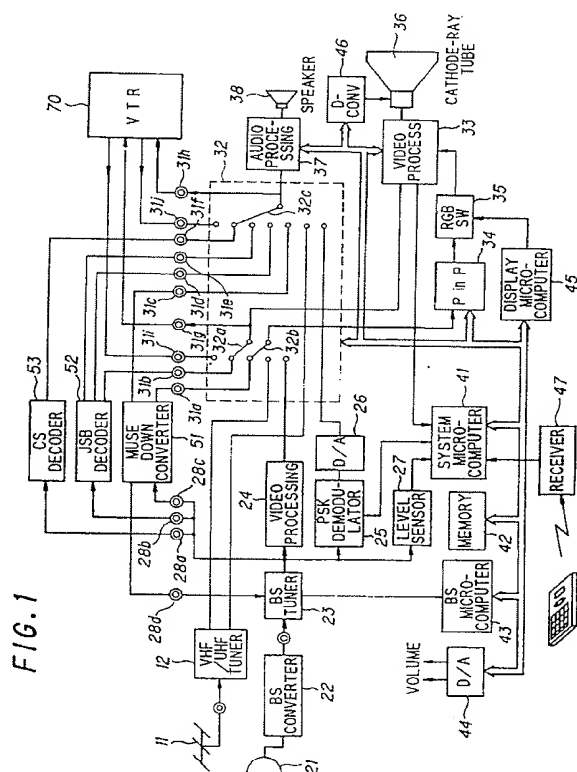 FIG.1
70
VTR
53
CS
DECODER
52
JSB
DECODER
MUSE DOWN
CONVERTER
51
28a
28b
28c
28d
31a
31b
31i
31g
31c
31d
31e
31f
31j
31h
32
32a
32b
32c
38
SPEAKER
AUDIO
PROCE-
SSING
37
46
D-
CONV
36
CATHODE-RAY
TUBE
VIDEO
PROCESS
33
RGB
SW
35
34
P in P
DISPLAY
MICRO-
COMPUTER
45
11
12
VHF
/UHF
TUNER
21
22
BS
CONVERTER
BS
TUNER
23
24
VIDEO
PROCESSING
PSK
DEMODU-
LATOR
25
D/A
26
LEVEL
SENSOR
27
SYSTEM
MICRO-
COMPUTER
41
MEMORY
42
BS
MICRO-
COMPUTER
43
VOLUME
D/A
44
RECEIVER
47